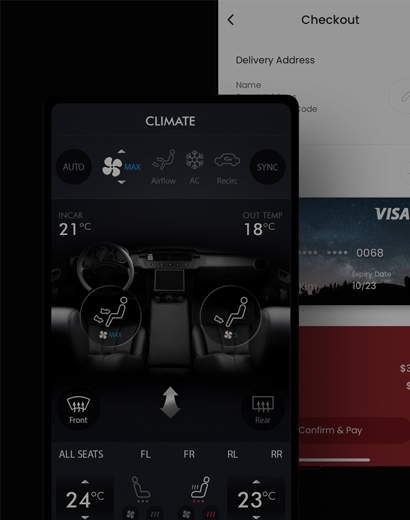 Checkout
Delivery Address
Name
Code
CLIMATE
AUTO
MAX
Airflow
AC
Recirc
SYNC
INCAR
21°C
OUT TEMP
18°C
VISA
0068
Expiry Date
10/23
MAX
Front
Rear
Confirm & Pay
ALL SEATS FL FR RL RR
24°C
23°C